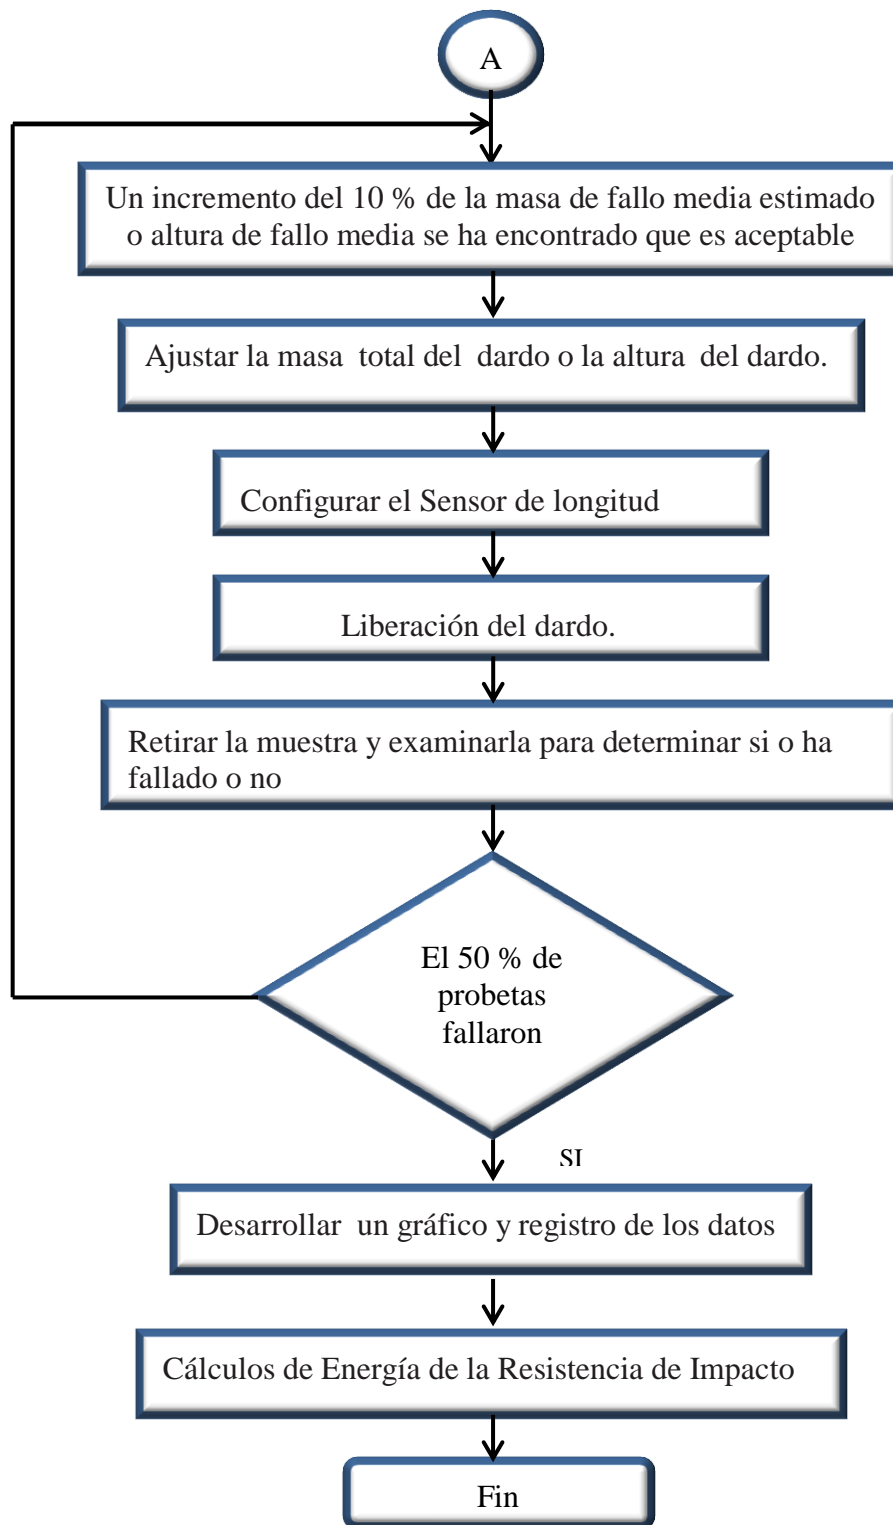 A
Un incremento del 10 % de la masa de fallo media estimado
o altura de fallo media se ha encontrado que es aceptable
Ajustar la masa total del dardo o la altura del dardo.
Configurar el Sensor de longitud
Liberación del dardo.
Retirar la muestra y examinarla para determinar si o ha
fallado o no
El 50 % de
probetas
fallaron
SI
Desarrollar un gráfico y registro de los datos
Cálculos de Energía de la Resistencia de Impacto
Fin